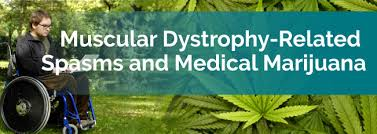 Muscular Dystrophy-Related
Spasms and Medical Marijuana